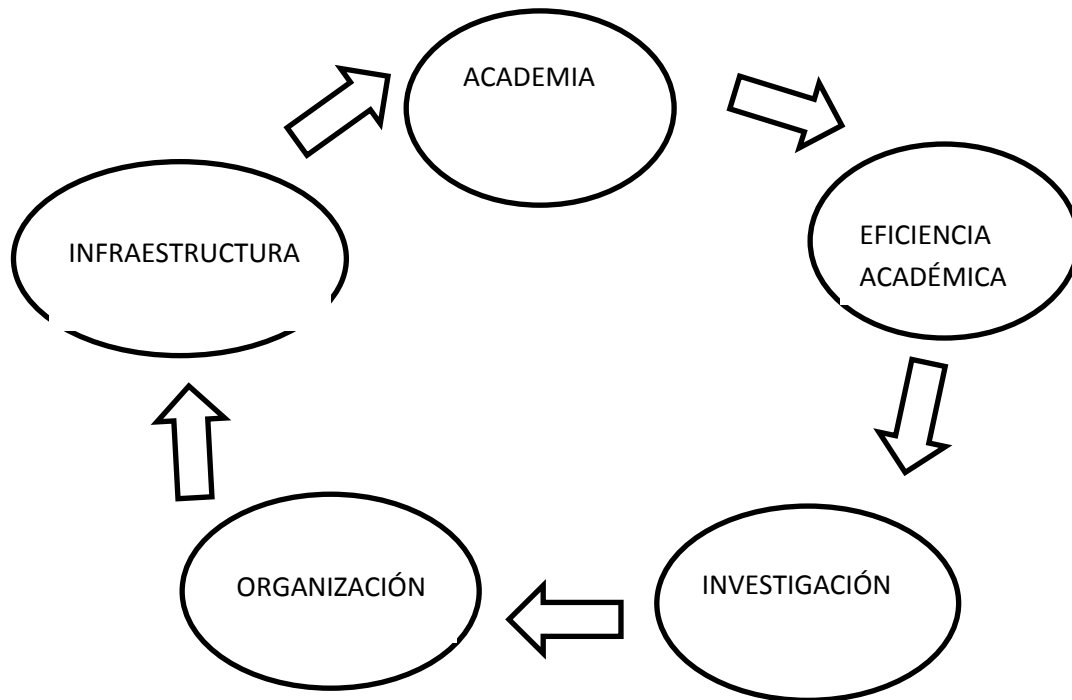 ACADEMIA
EFICIENCIA
ACADÉMICA
INFRAESTRUCTURA
INVESTIGACIÓN
ORGANIZACIÓN